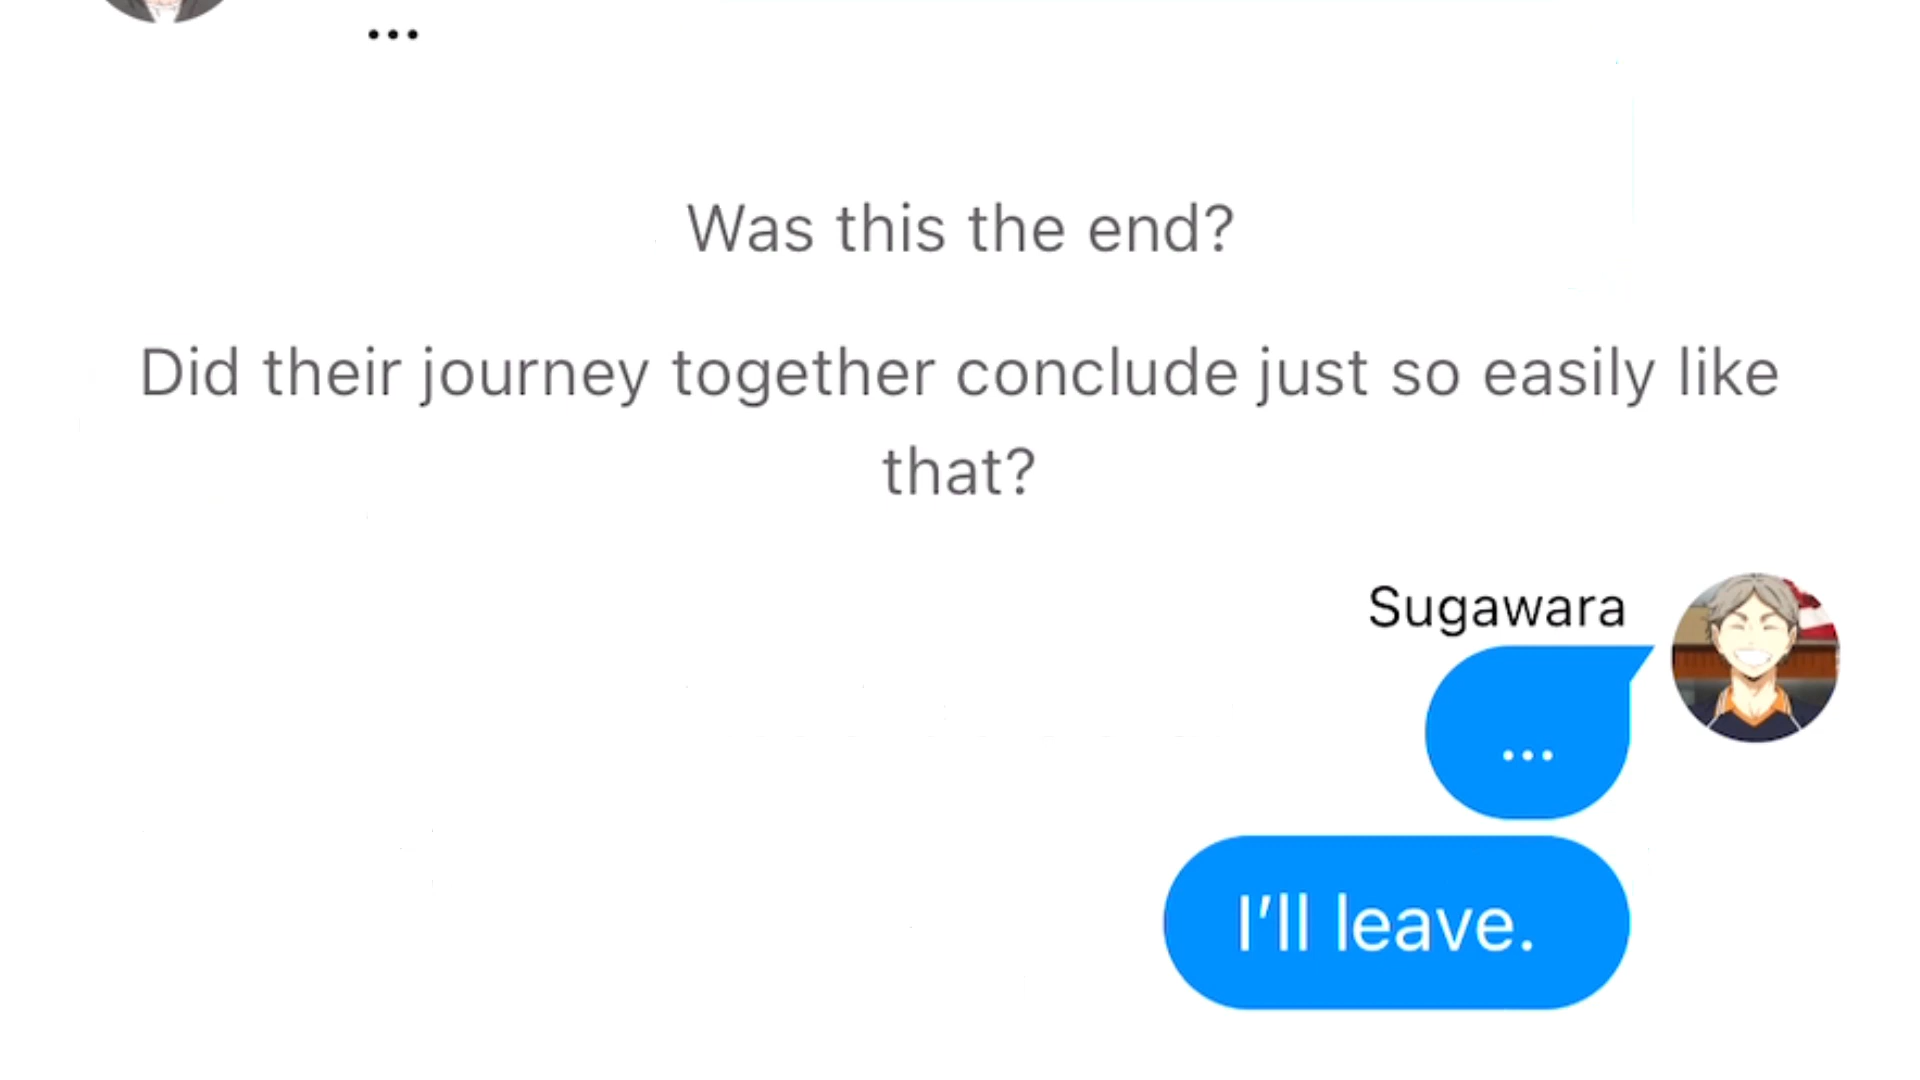 ...
Was this the end?
Did their journey together conclude just so easily like
that?
Sugawara
...
I'll leave.